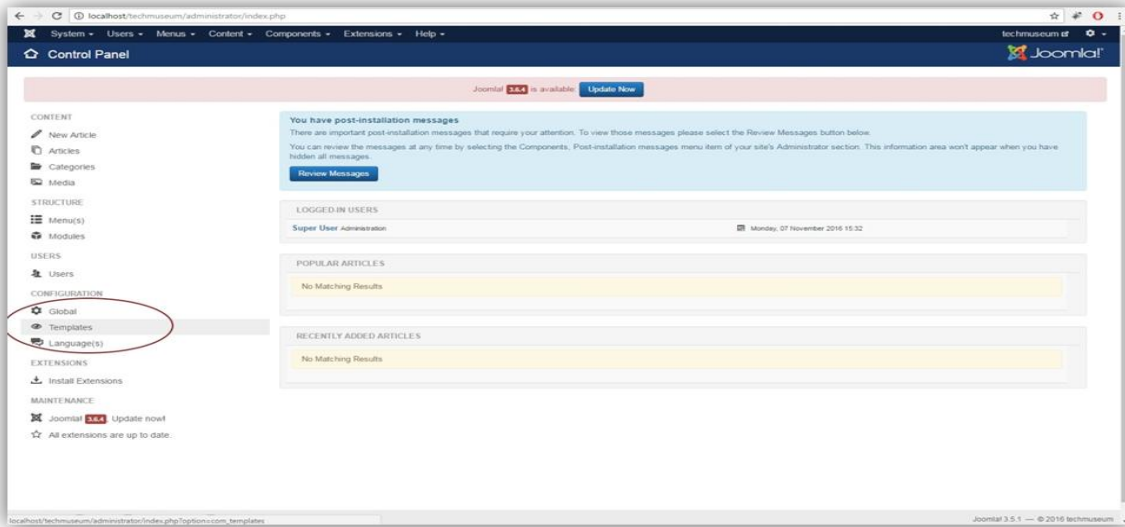 localhost/techmuseum/administrator/index.php
System Users Menus Content Components Extensions Help techmuseum
Control Panel Joomla!
Joomla! 3.6.4 is available: Update Now
CONTENT
New Article
Articles
Categories
Media
STRUCTURE
Menu(s)
Modules
USERS
Users
CONFIGURATION
Global
Templates
Language(s)
EXTENSIONS
Install Extensions
MAINTENANCE
Joomla! 3.6.4, Update now!
All extensions are up to date.
You have post-installation messages
There are important post-installation messages that require your attention. To view those messages please select the Review Messages button below.
You can review the messages at any time by selecting the Components, Post-installation messages menu item of your site's Administrator section. This information area won't appear when you have
hidden all messages.
Review Messages
LOGGED-IN USERS
Super User Administration Monday, 07 November 2016 15:32
POPULAR ARTICLES
No Matching Results
RECENTLY ADDED ARTICLES
No Matching Results
localhost/techmuseum/administrator/index.php?option=com_templates
Joomla! 3.5.1 — © 2016 techmuseum